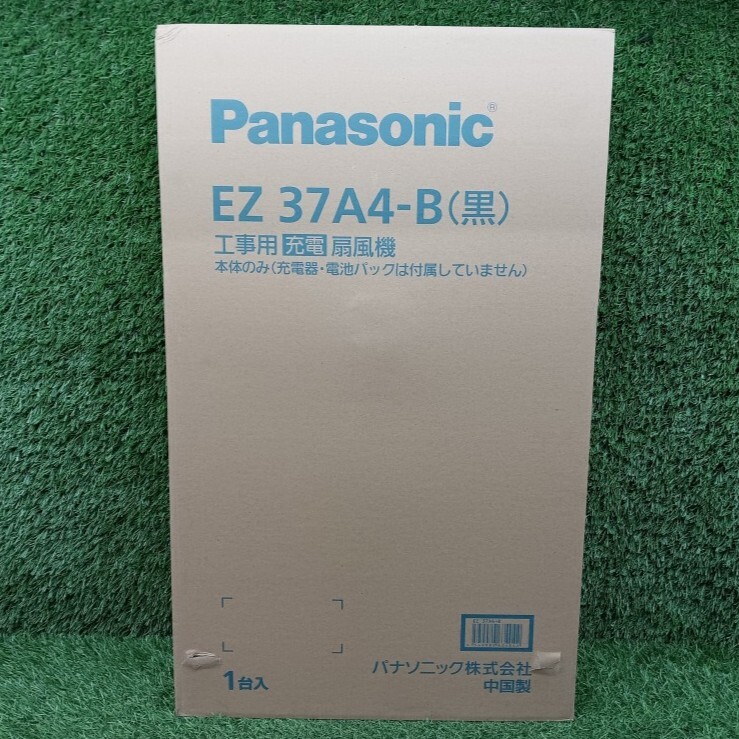 Panasonic®
EZ 37A4-B(黒)
工事用 充電 扇風機
本体のみ(充電器・電池パックは付属していません)
EZ 37A4-B
1台入
パナソニック株式会社
中国製